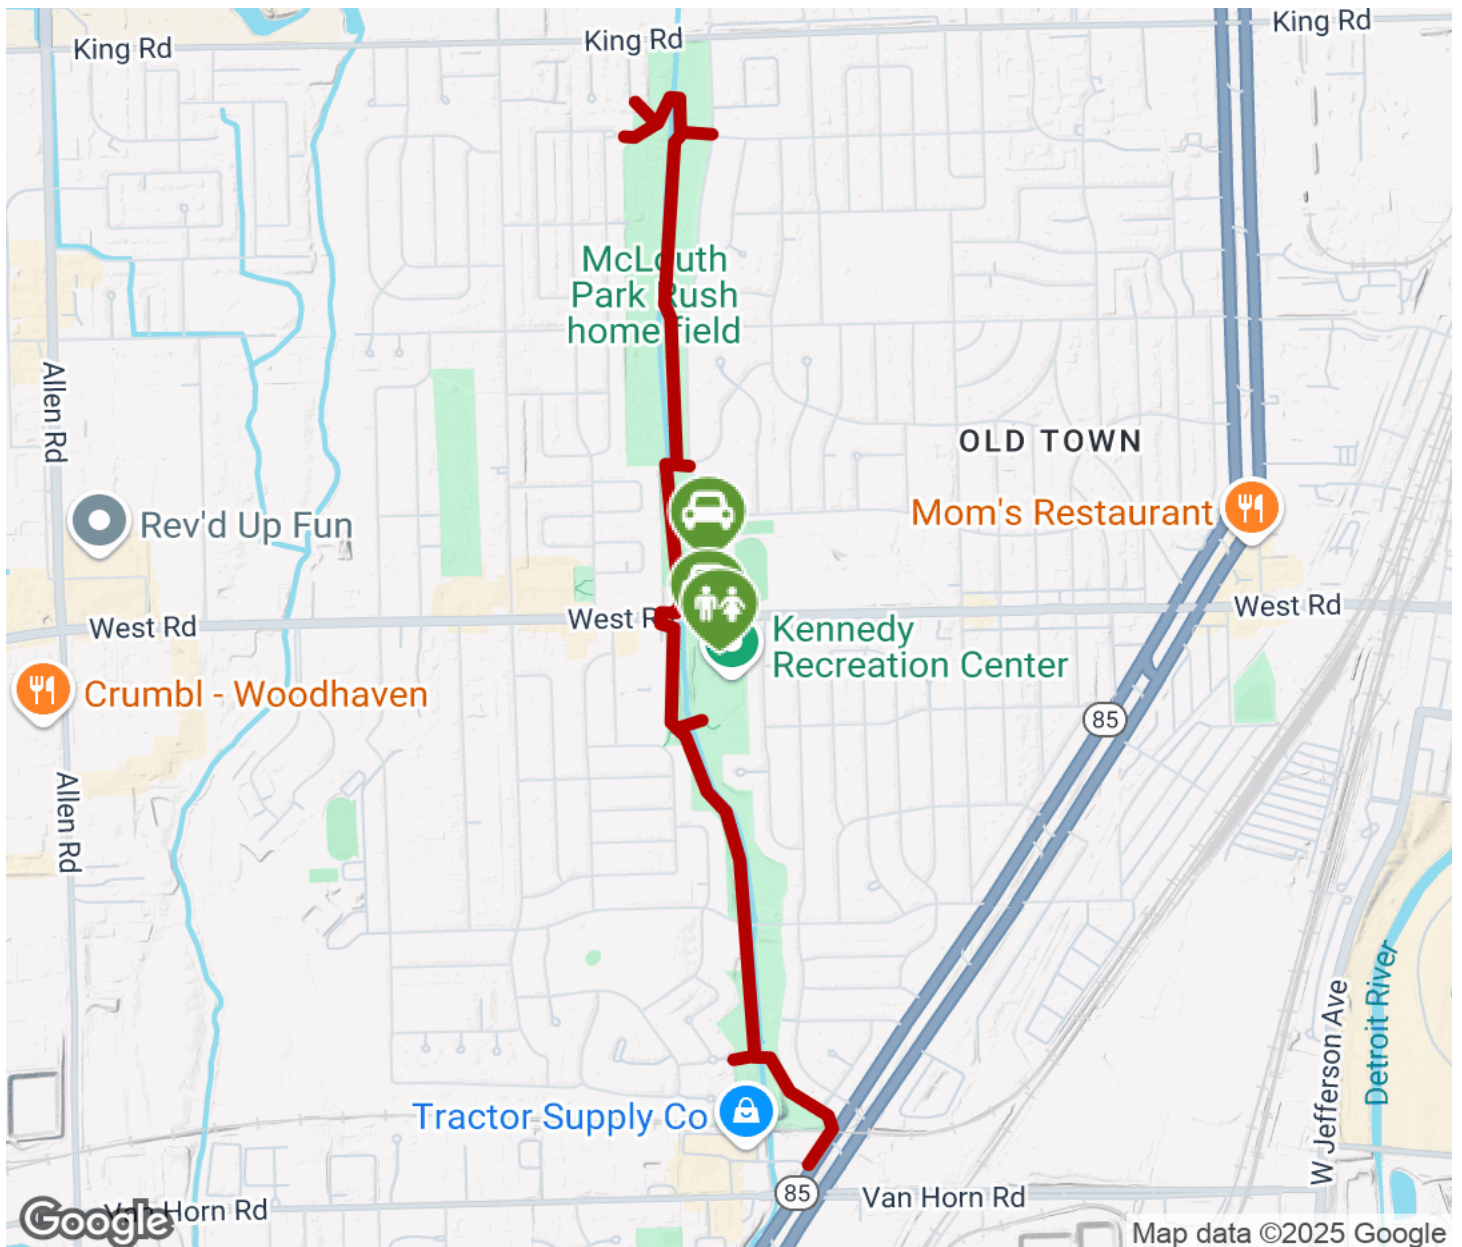 King Rd
King Rd
King Rd
McLouth
Park Rush
home field
Allen Rd
OLD TOWN
Mom's Restaurant
Rev'd Up Fun
West Rd
West R
West Rd
Kennedy
Recreation Center
Crumbl - Woodhaven
85
Allen Rd
Detroit River
W Jefferson Ave
Tractor Supply Co
85
Van Horn Rd
Van Horn Rd
Google
Map data ©2025 Google